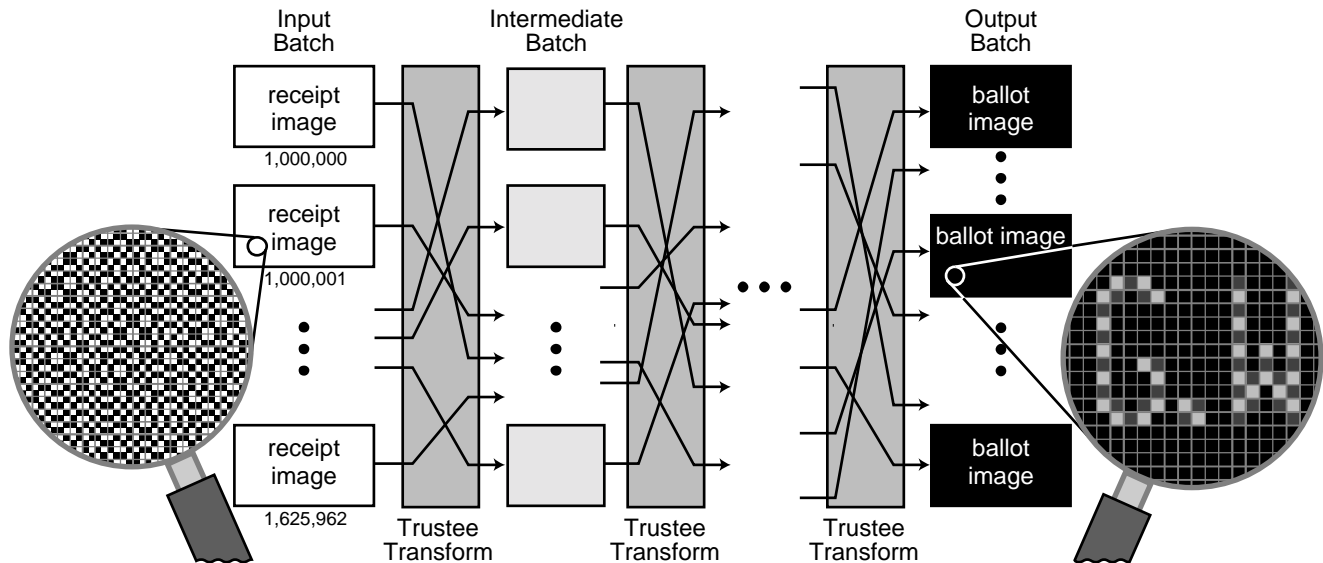 Input
Batch
Intermediate
Batch
Output
Batch
receipt
image
1,000,000
receipt
image
1,000,001
receipt
image
1,625,962
ballot
image
ballot image
ballot
image
Trustee
Transform
Trustee
Transform
Trustee
Transform